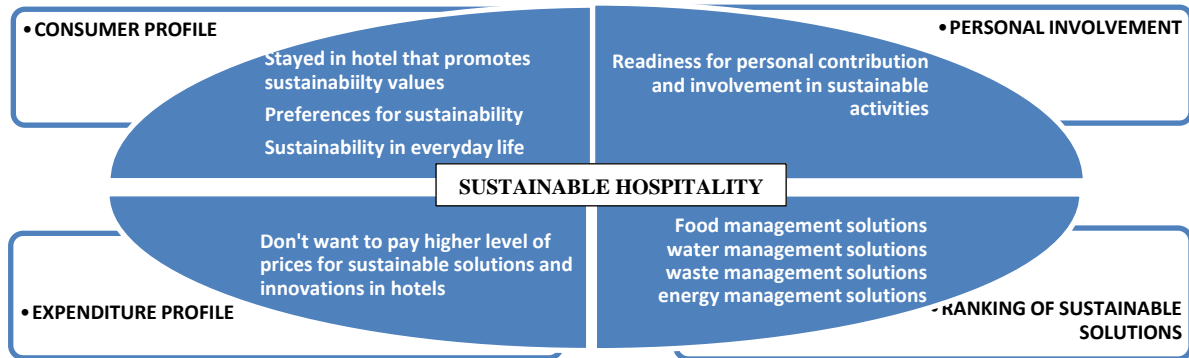 •CONSUMER PROFILE
Stayed in hotel that promotes
sustainabiilty values
Preferences for sustainability
Sustainability in everyday life
•PERSONAL INVOLVEMENT
Readiness for personal contribution
and involvement in sustainable
activities
SUSTAINABLE HOSPITALITY
Don't want to pay higher level of
prices for sustainable solutions and
innovations in hotels
•EXPENDITURE PROFILE
Food management solutions
water management solutions
waste management solutions
energy management solutions
•RANKING OF SUSTAINABLE
SOLUTIONS